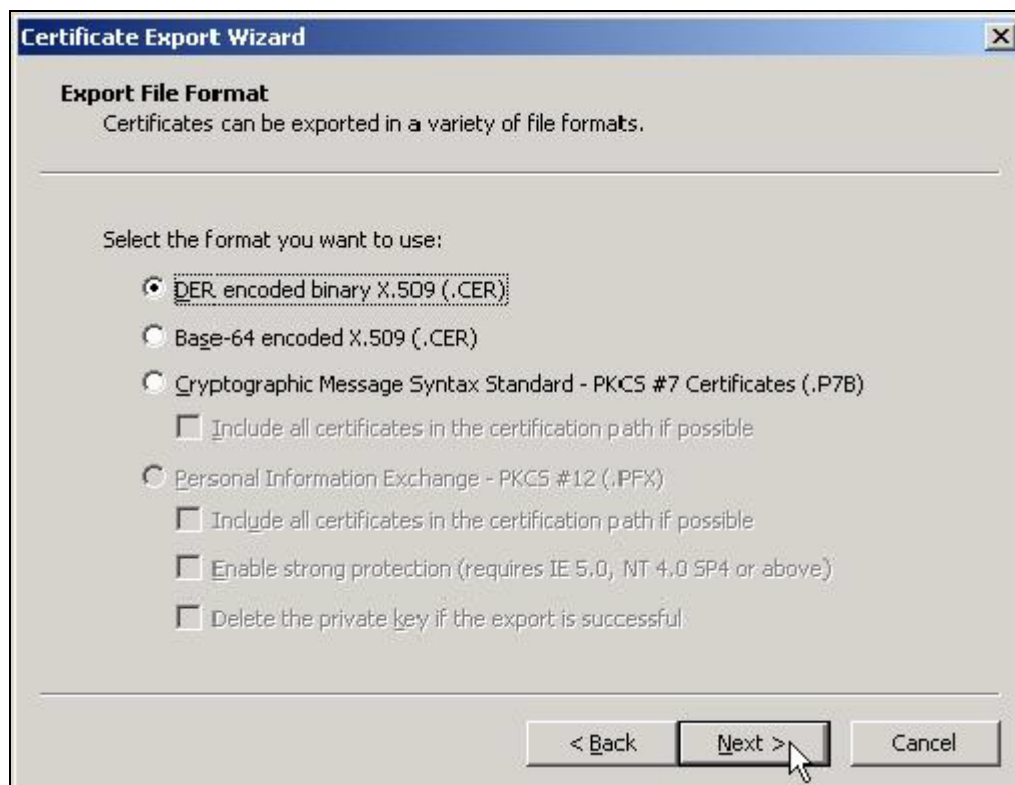 Certificate Export Wizard
Export File Format
Certificates can be exported in a variety of file formats.
Select the format you want to use:
DER encoded binary X.509 (.CER)
Base-64 encoded X.509 (.CER)
Cryptographic Message Syntax Standard - PKCS #7 Certificates (.P7B)
Include all certificates in the certification path if possible
Personal Information Exchange - PKCS #12 (.PFX)
Include all certificates in the certification path if possible
Enable strong protection (requires IE 5.0, NT 4.0 SP4 or above)
Delete the private key if the export is successful
< Back Next > Cancel